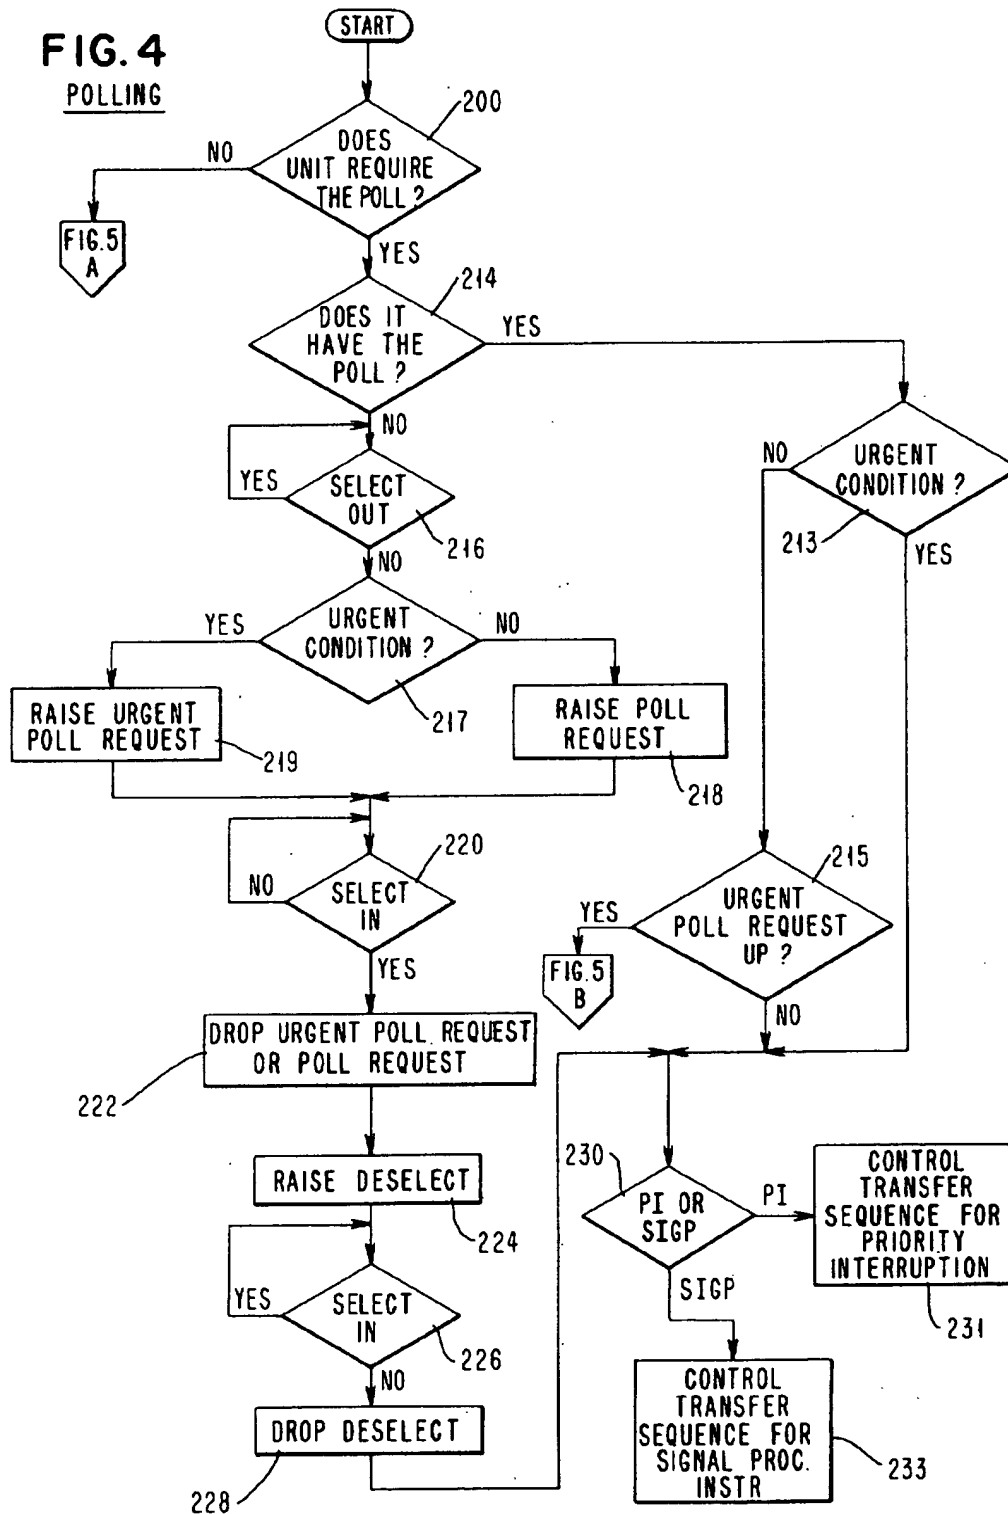 START
FIG. 4
POLLING
200
DOES
UNIT REQUIRE
THE POLL ?
NO
FIG. 5
A
YES
214
DOES IT
HAVE THE
POLL ?
YES
NO
YES
SELECT
OUT
216
NO
URGENT
CONDITION ?
213
NO
YES
URGENT
CONDITION ?
217
YES
NO
RAISE URGENT
POLL REQUEST
219
RAISE POLL
REQUEST
218
220
SELECT
IN
NO
YES
215
URGENT
POLL REQUEST
UP ?
YES
FIG. 5
B
NO
DROP URGENT POLL REQUEST
OR POLL REQUEST
222
RAISE DESELECT
224
SELECT
IN
YES
226
NO
DROP DESELECT
228
230
PI OR
SIGP
PI
SIGP
CONTROL
TRANSFER
SEQUENCE FOR
PRIORITY
INTERRUPTION
231
CONTROL
TRANSFER
SEQUENCE FOR
SIGNAL PROC.
INSTR
233